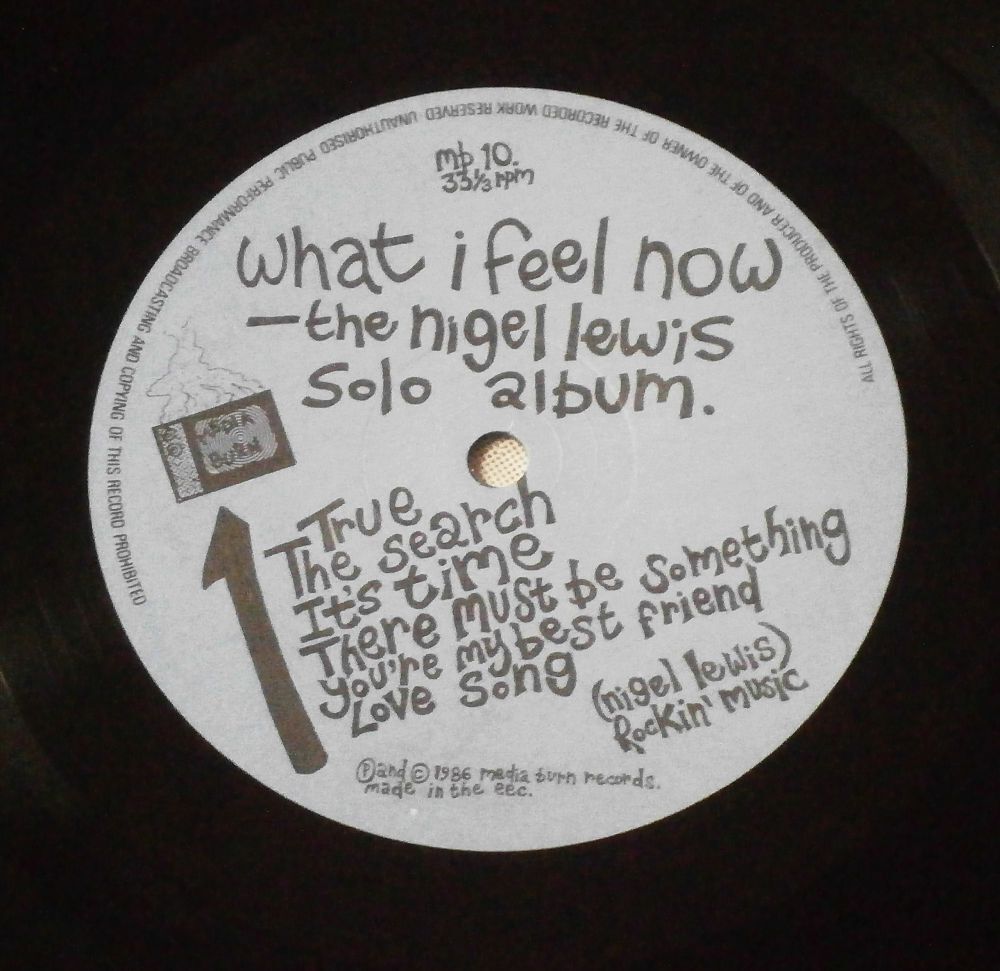 mb 10.
33⅓ rpm
what i feel now
—the nigel lewis
solo album.
MEDIA
BURN
True
The search
It's time
There must be something
you're my best friend
Love song
(nigel lewis)
Rockin' music
Ⓟ and © 1986 media burn records.
made in the eec.
ALL RIGHTS OF THE PRODUCER AND OF THE OWNER OF THE RECORDED WORK RESERVED UNAUTHORISED PUBLIC PERFORMANCE BROADCASTING AND COPYING OF THIS RECORD PROHIBITED